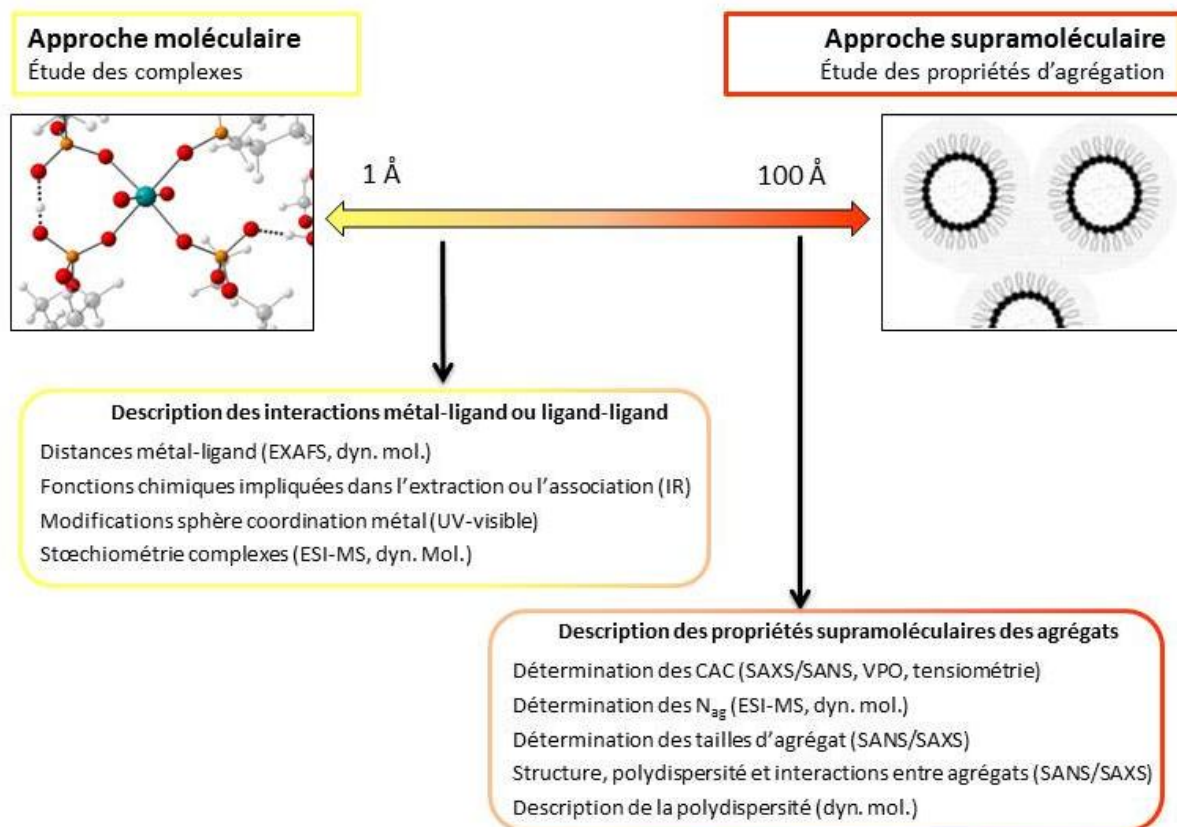 Approche moléculaire
Étude des complexes
Approche supramoléculaire
Étude des propriétés d’agrégation
1 Å
100 Å
Description des interactions métal-ligand ou ligand-ligand
Distances métal-ligand (EXAFS, dyn. mol.)
Fonctions chimiques impliquées dans l’extraction ou l’association (IR)
Modifications sphère coordination métal (UV-visible)
Stœchiométrie complexes (ESI-MS, dyn. Mol.)
Description des propriétés supramoléculaires des agrégats
Détermination des CAC (SAXS/SANS, VPO, tensiométrie)
Détermination des Nag (ESI-MS, dyn. mol.)
Détermination des tailles d’agrégat (SANS/SAXS)
Structure, polydispersité et interactions entre agrégats (SANS/SAXS)
Description de la polydispersité (dyn. mol.)